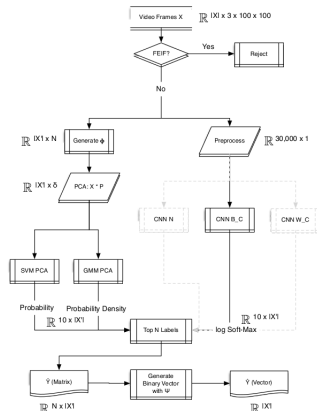 Video Frames X
ℝ |X| x 3 x 100 x 100
FEIF?
Yes
Reject
No
ℝ |X'| x N
Generate ϕ
Preprocess
ℝ 30,000 x 1
ℝ |X'| x δ
PCA: X * P
CNN N
CNN B_C
CNN W_C
SVM PCA
GMM PCA
Probability
Probability Density
ℝ 10 x |X'|
ℝ 10 x |X'|
Top N Labels
log Soft-Max
Ŷ (Matrix)
Generate
Binary Vector
with Ψ
Ŷ (Vector)
ℝ N x |X'|
ℝ |X'|